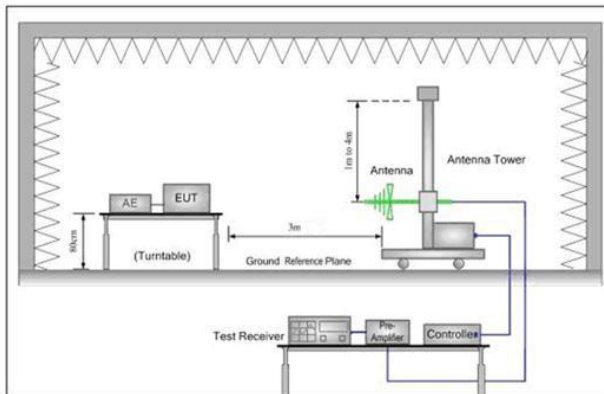 1m to 4m
Antenna
Antenna Tower
AE
EUT
80cm
(Turntable)
3m
Ground Reference Plane
Test Receiver
Pre-
Amplifier
Controller